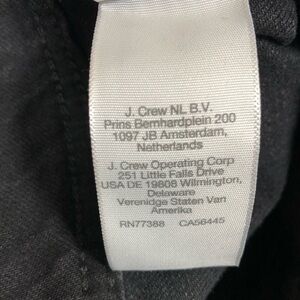 J. Crew NL B.V.
Prins Bernhardplein 200
1097 JB Amsterdam,
Netherlands
J. Crew Operating Corp
251 Little Falls Drive
USA DE 19808 Wilmington,
Delaware
Verenidge Staten Van
Amerika
RN77388 CA56445